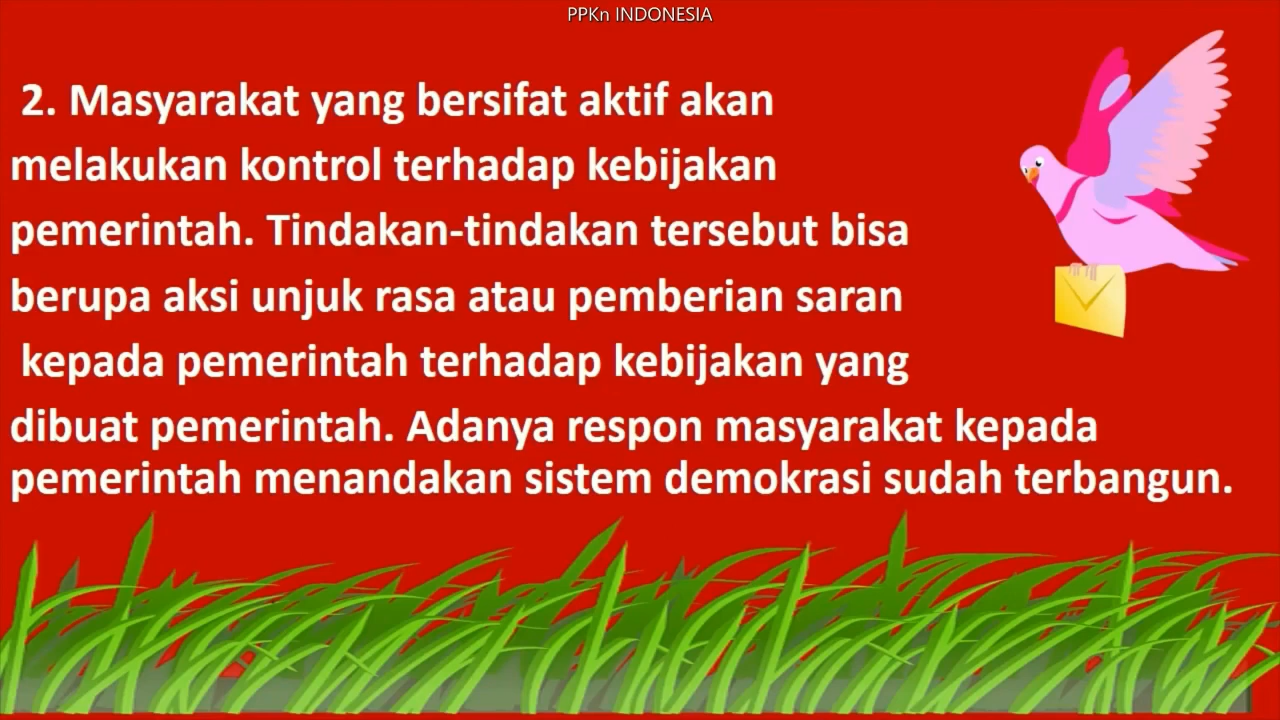 PPKn INDONESIA
2. Masyarakat yang bersifat aktif akan
melakukan kontrol terhadap kebijakan
pemerintah. Tindakan-tindakan tersebut bisa
berupa aksi unjuk rasa atau pemberian saran
kepada pemerintah terhadap kebijakan yang
dibuat pemerintah. Adanya respon masyarakat kepada
pemerintah menandakan sistem demokrasi sudah terbangun.